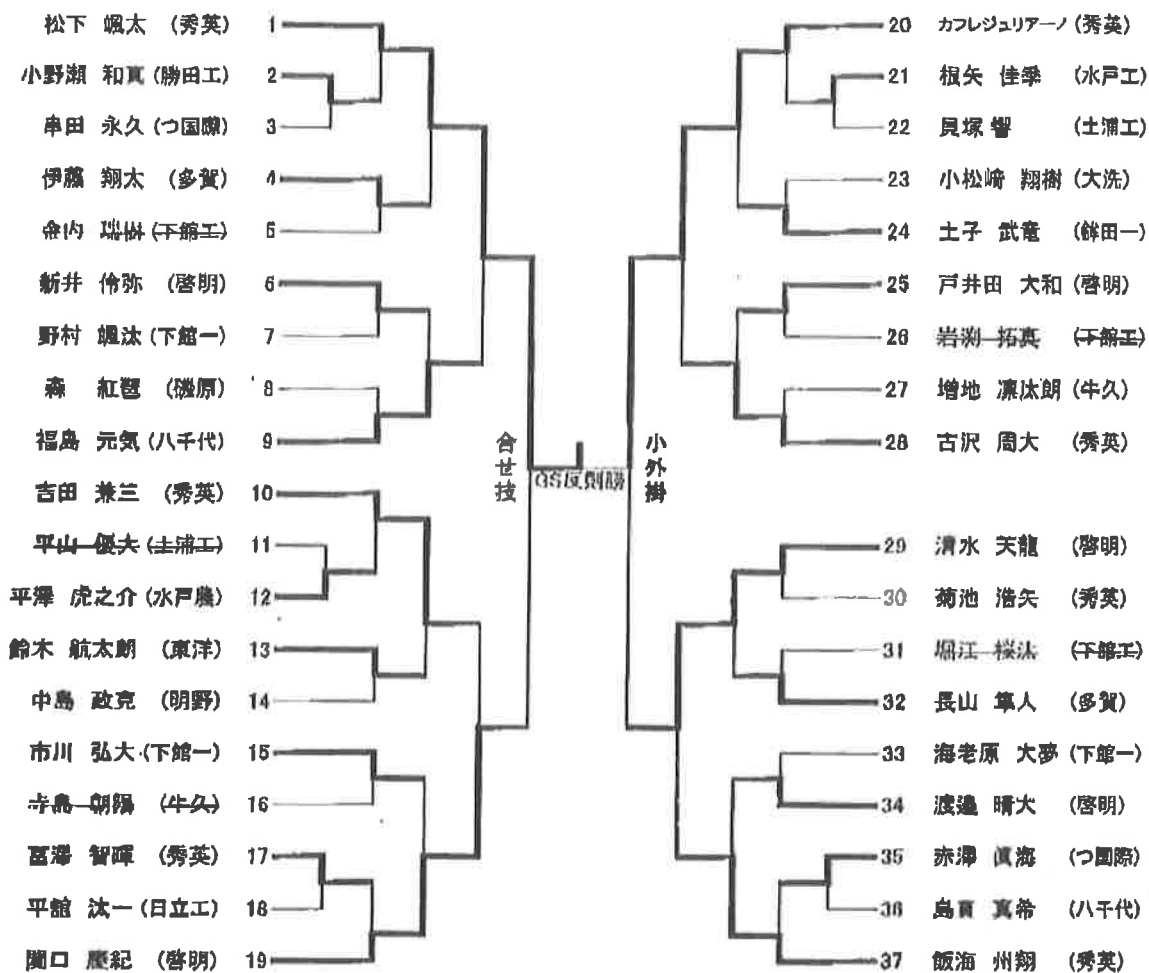 松下 颯太 (秀英) 1
小野瀬 和真 (勝田工) 2
串田 永久 (つ国際) 3
伊藤 翔太 (多賀) 4
金内 瑞樹 (下館工) 5
新井 伶弥 (啓明) 6
野村 颯汰 (下館一) 7
森 紅琶 (磯原) 8
福島 元気 (八千代) 9
吉田 兼三 (秀英) 10
平山 優大 (土浦工) 11
平澤 虎之介 (水戸農) 12
鈴木 航太朗 (東洋) 13
中島 政克 (明野) 14
市川 弘大 (下館一) 15
寺島 朝陽 (牛久) 16
冨澤 智暉 (秀英) 17
平舘 汰一 (日立工) 18
関口 慶紀 (啓明) 19
合せ技
GS反則勝
小外掛
20 カフレジュリアーノ (秀英)
21 根矢 佳季 (水戸工)
22 貝塚 響 (土浦工)
23 小松﨑 翔樹 (大洗)
24 土子 武竜 (鉾田一)
25 戸井田 大和 (啓明)
26 岩渕 拓真 (下館工)
27 増地 凛汰朗 (牛久)
28 古沢 周大 (秀英)
29 清水 天龍 (啓明)
30 菊池 浩矢 (秀英)
31 堀江 桜汰 (下館工)
32 長山 隼人 (多賀)
33 海老原 大夢 (下館一)
34 渡邉 晴大 (啓明)
35 赤澤 眞海 (つ国際)
36 島貫 真希 (八千代)
37 飯海 州翔 (秀英)